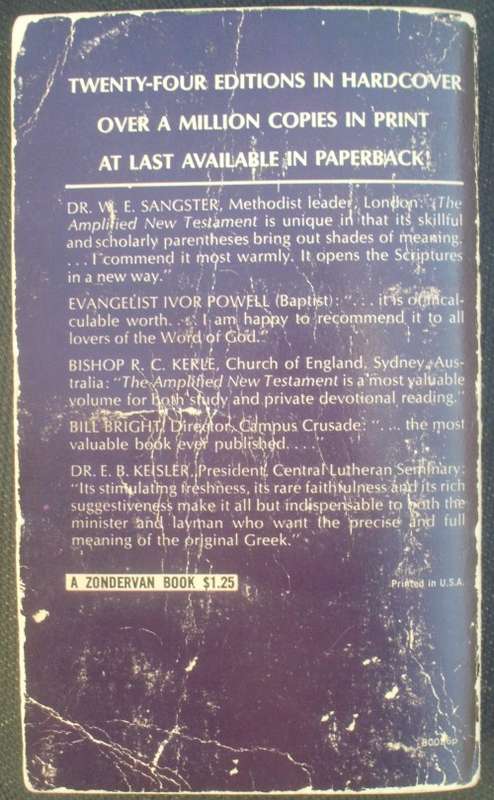 TWENTY-FOUR EDITIONS IN HARDCOVER
OVER A MILLION COPIES IN PRINT
AT LAST AVAILABLE IN PAPERBACK!
DR. W. E. SANGSTER, Methodist leader, London: "The
Amplified New Testament is unique in that its skillful
and scholarly parentheses bring out shades of meaning.
. . . I commend it most warmly. It opens the Scriptures
in a new way."
EVANGELIST IVOR POWELL (Baptist): ". . . it is of incal-
culable worth. . . . I am happy to recommend it to all
lovers of the Word of God."
BISHOP R. C. KERLE, Church of England, Sydney, Aus-
tralia: "The Amplified New Testament is a most valuable
volume for both study and private devotional reading."
BILL BRIGHT, Director, Campus Crusade: ". . . the most
valuable book ever published. . . .
DR. E. B. KEISLER, President, Central Lutheran Seminary:
"Its stimulating freshness, its rare faithfulness and its rich
suggestiveness make it all but indispensable to both the
minister and layman who want the precise and full
meaning of the original Greek."
A ZONDERVAN BOOK $1.25
Printed in U.S.A.